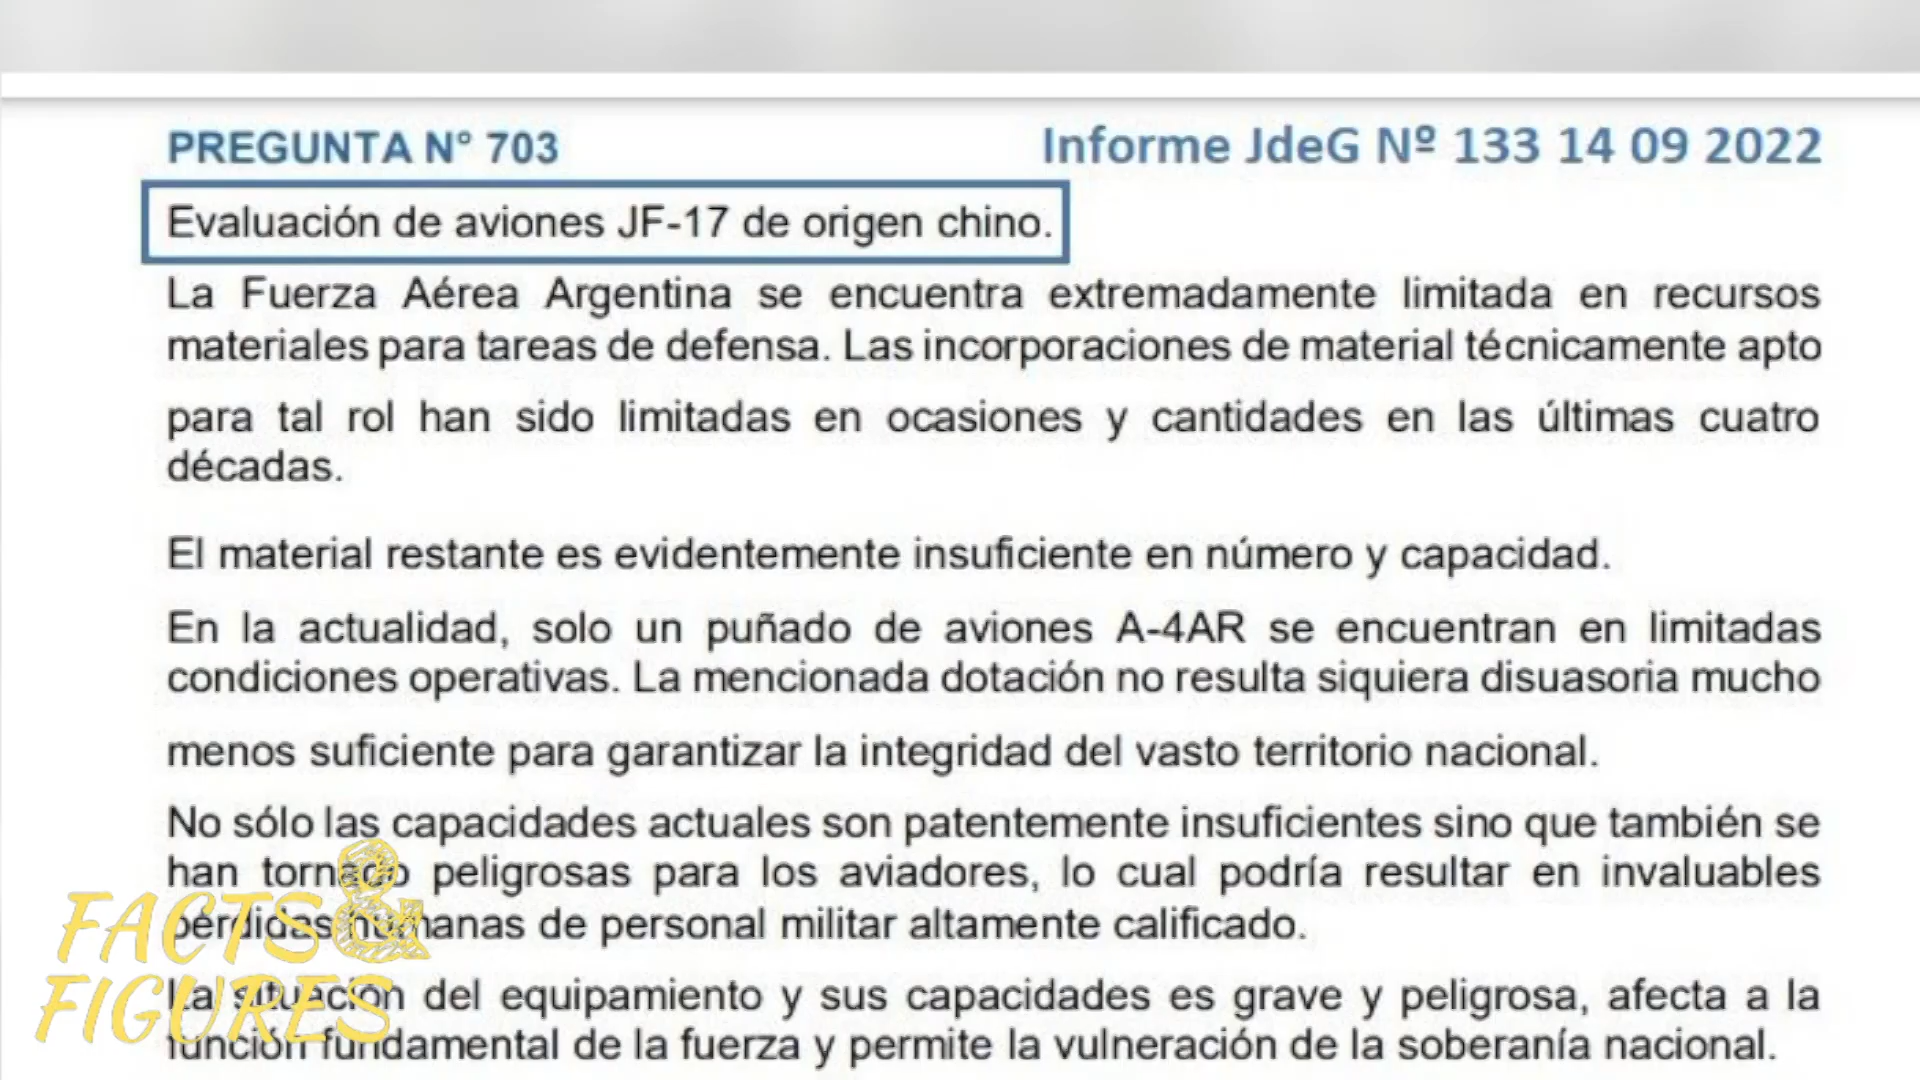 PREGUNTA N° 703
Informe JdeG Nº 133 14 09 2022
Evaluación de aviones JF-17 de origen chino.
La Fuerza Aérea Argentina se encuentra extremadamente limitada en recursos
materiales para tareas de defensa. Las incorporaciones de material técnicamente apto
para tal rol han sido limitadas en ocasiones y cantidades en las últimas cuatro
décadas.
El material restante es evidentemente insuficiente en número y capacidad.
En la actualidad, solo un puñado de aviones A-4AR se encuentran en limitadas
condiciones operativas. La mencionada dotación no resulta siquiera disuasoria mucho
menos suficiente para garantizar la integridad del vasto territorio nacional.
No sólo las capacidades actuales son patentemente insuficientes sino que también se
han tornado peligrosas para los aviadores, lo cual podría resultar en invaluables
pérdidas humanas de personal militar altamente calificado.
La situación del equipamiento y sus capacidades es grave y peligrosa, afecta a la
función fundamental de la fuerza y permite la vulneración de la soberanía nacional.
FACTS &
FIGURES